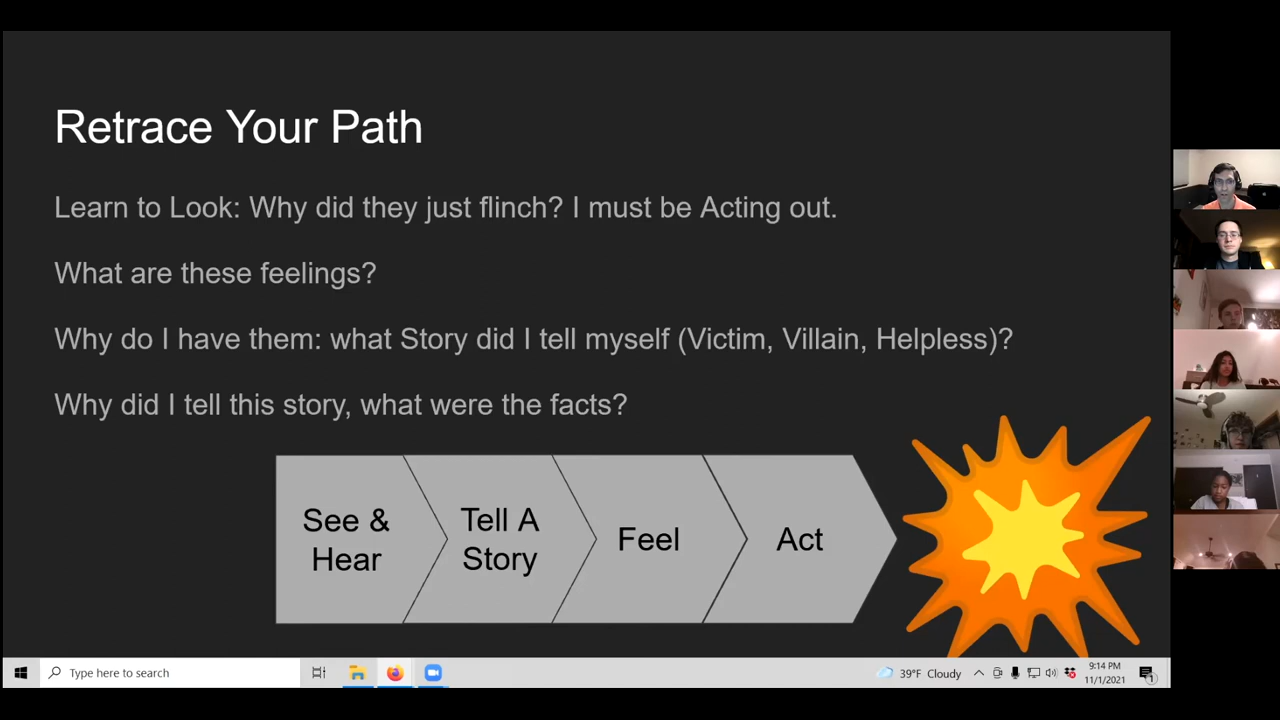 Retrace Your Path
Learn to Look: Why did they just flinch? I must be Acting out.
What are these feelings?
Why do I have them: what Story did I tell myself (Victim, Villain, Helpless)?
Why did I tell this story, what were the facts?
See &
Hear
Tell A
Story
Feel
Act
Type here to search
39°F Cloudy
9:14 PM
11/1/2021
1